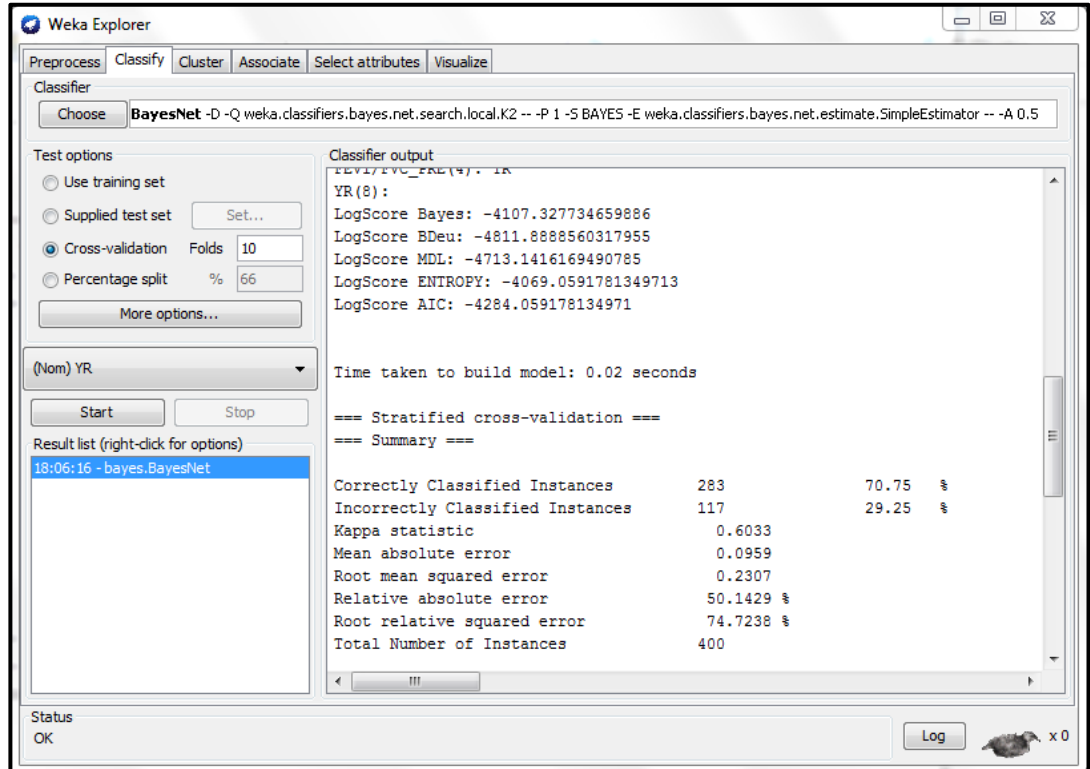 Weka Explorer
Preprocess Classify Cluster Associate Select attributes Visualize
Classifier
Choose BayesNet -D -Q weka.classifiers.bayes.net.search.local.K2 -- -P 1 -S BAYES -E weka.classifiers.bayes.net.estimate.SimpleEstimator -- -A 0.5
Test options
Use training set
Supplied test set Set...
Cross-validation Folds 10
Percentage split % 66
More options...
(Nom) YR
Start Stop
Result list (right-click for options)
18:06:16 - bayes.BayesNet
Classifier output
FEV1/FVC_PRE(4): YR
YR(8):
LogScore Bayes: -4107.327734659886
LogScore BDeu: -4811.8888560317955
LogScore MDL: -4713.1416169490785
LogScore ENTROPY: -4069.0591781349713
LogScore AIC: -4284.059178134971
Time taken to build model: 0.02 seconds
=== Stratified cross-validation ===
=== Summary ===
Correctly Classified Instances 283 70.75 %
Incorrectly Classified Instances 117 29.25 %
Kappa statistic 0.6033
Mean absolute error 0.0959
Root mean squared error 0.2307
Relative absolute error 50.1429 %
Root relative squared error 74.7238 %
Total Number of Instances 400
Status
OK
Log x 0